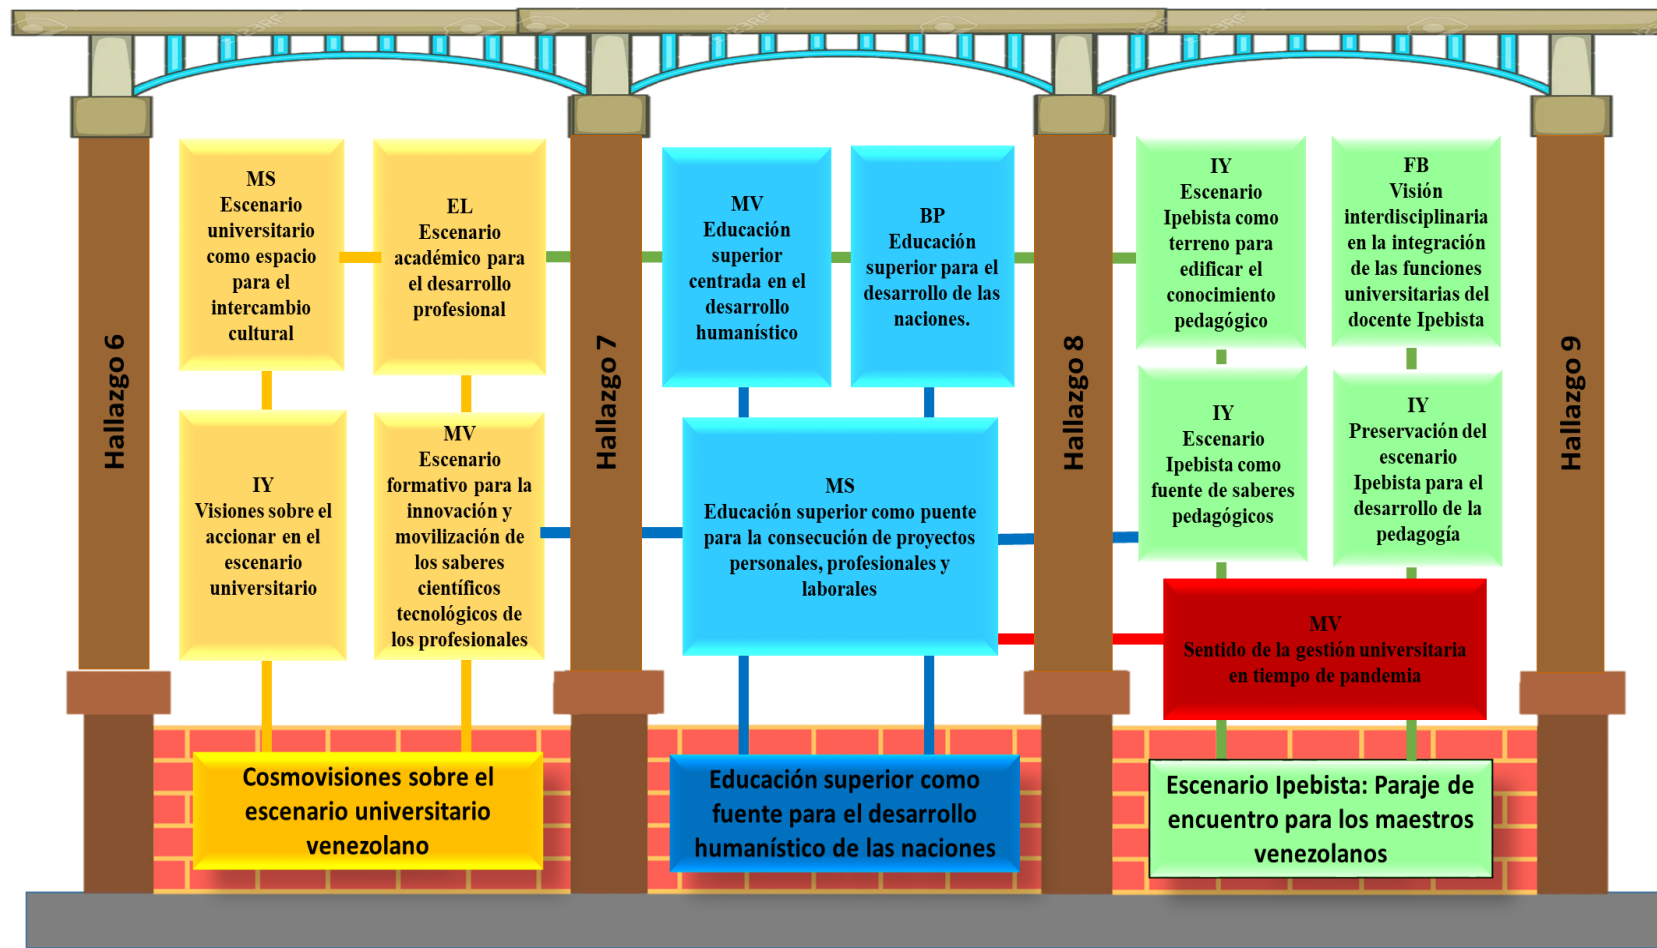 Hallazgo 6
MS
Escenario
universitario
como espacio
para el
intercambio
cultural
EL
Escenario
académico para
el desarrollo
profesional
IY
Visiones sobre el
accionar en el
escenario
universitario
MV
Escenario
formativo para la
innovación y
movilización de
los saberes
científicos
tecnológicos de
los profesionales
Cosmovisiones sobre el
escenario universitario
venezolano
Hallazgo 7
MV
Educación
superior
centrada en el
desarrollo
humanístico
BP
Educación
superior para el
desarrollo de las
naciones.
MS
Educación superior como puente
para la consecución de proyectos
personales, profesionales y
laborales
Educación superior como
fuente para el desarrollo
humanístico de las naciones
Hallazgo 8
IY
Escenario
Ipebista como
terreno para
edificar el
conocimiento
pedagógico
FB
Visión
interdisciplinaria
en la integración
de las funciones
universitarias del
docente Ipebista
IY
Escenario
Ipebista como
fuente de saberes
pedagógicos
IY
Preservación del
escenario
Ipebista para el
desarrollo de la
pedagogía
MV
Sentido de la gestión universitaria
en tiempo de pandemia
Escenario Ipebista: Paraje de
encuentro para los maestros
venezolanos
Hallazgo 9